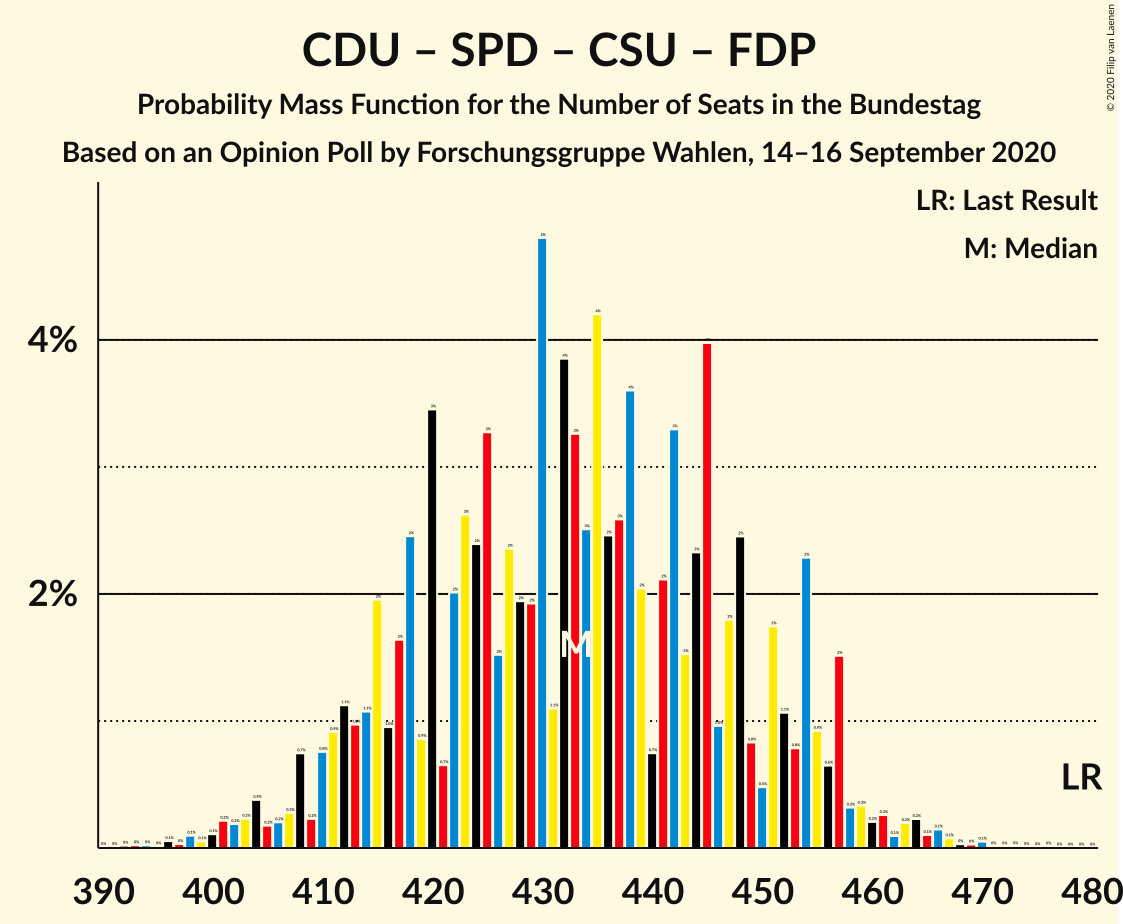 CDU – SPD – CSU – FDP
Probability Mass Function for the Number of Seats in the Bundestag
Based on an Opinion Poll by Forschungsgruppe Wahlen, 14–16 September 2020
© 2020 Filip van Laenen
LR: Last Result
M: Median
4%
2%
M
LR
390 400 410 420 430 440 450 460 470 480